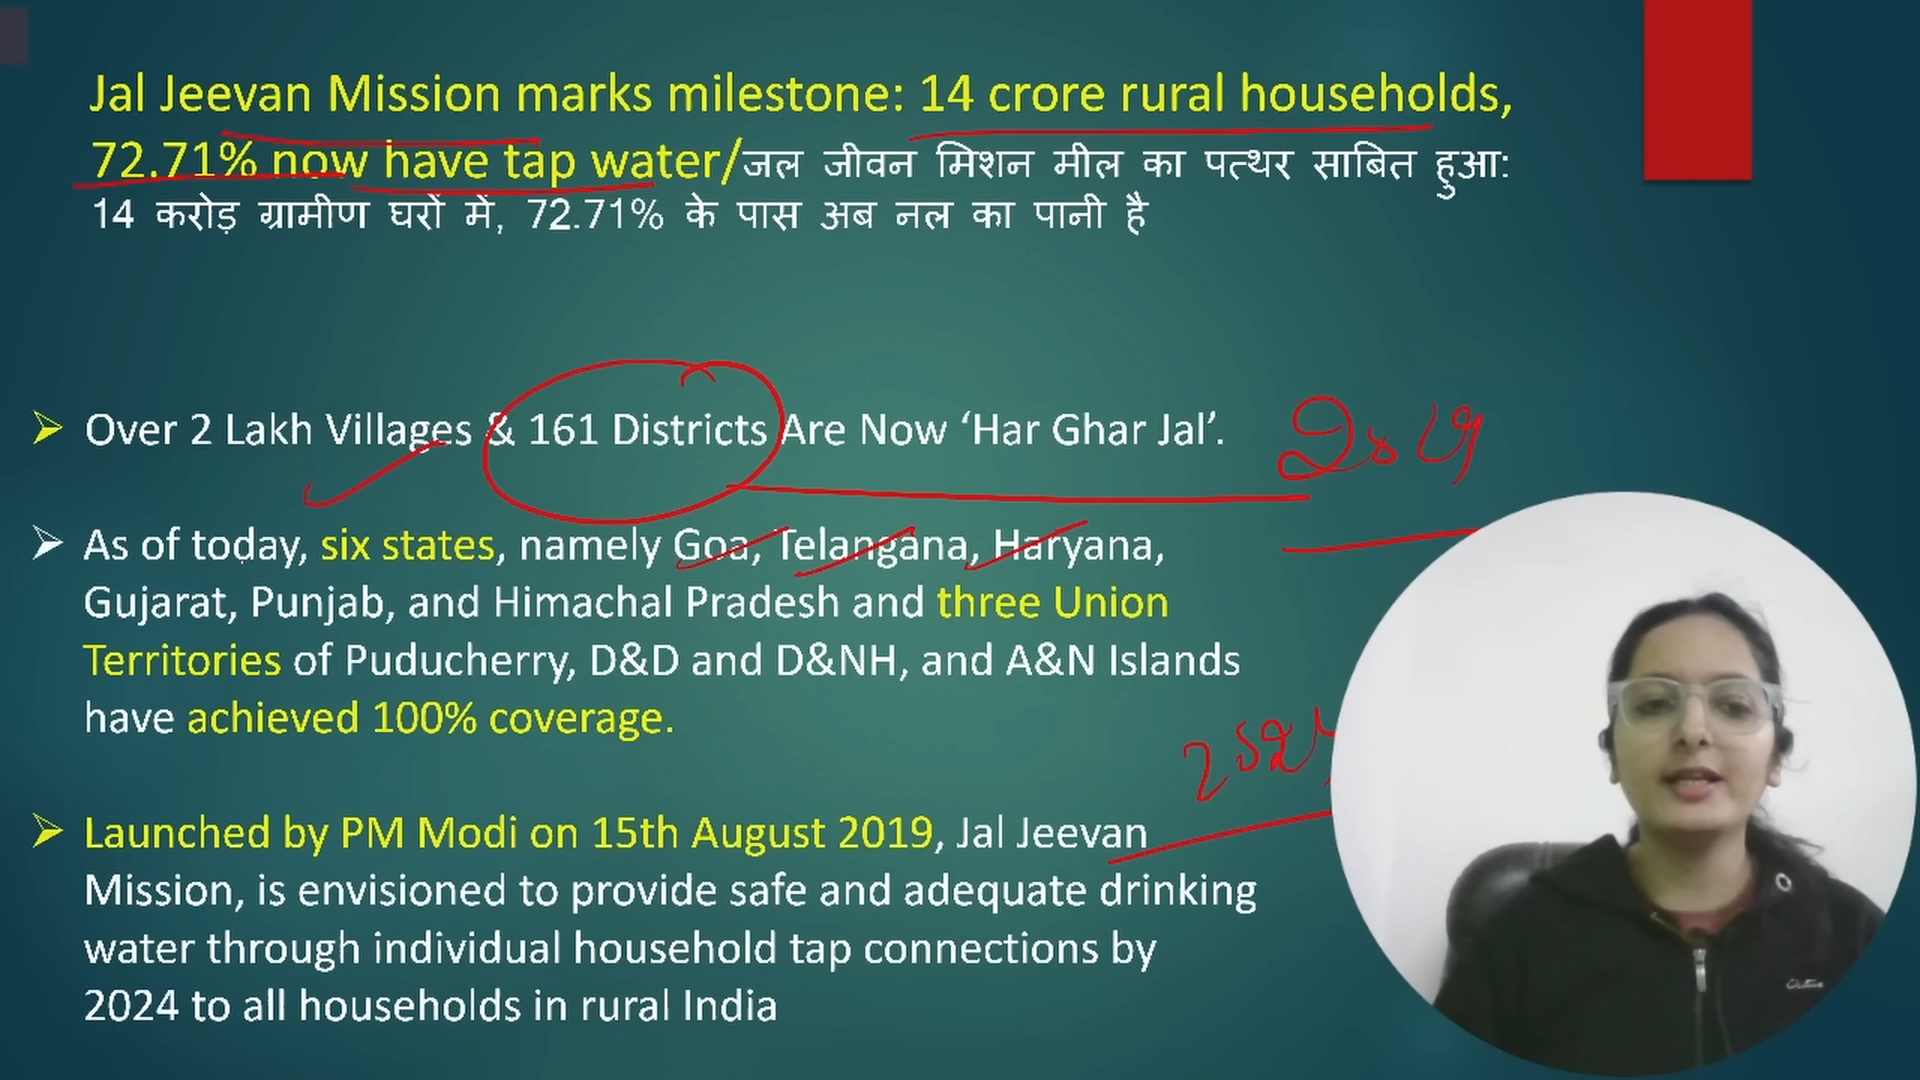 Jal Jeevan Mission marks milestone: 14 crore rural households,
72.71% now have tap water/जल जीवन मिशन मील का पत्थर साबित हुआ:
14 करोड़ ग्रामीण घरों में, 72.71% के पास अब नल का पानी है
Over 2 Lakh Villages & 161 Districts Are Now ‘Har Ghar Jal’.
2019
As of today, six states, namely Goa, Telangana, Haryana,
Gujarat, Punjab, and Himachal Pradesh and three Union
Territories of Puducherry, D&D and D&NH, and A&N Islands
have achieved 100% coverage.
Launched by PM Modi on 15th August 2019, Jal Jeevan
Mission, is envisioned to provide safe and adequate drinking
water through individual household tap connections by
2024 to all households in rural India